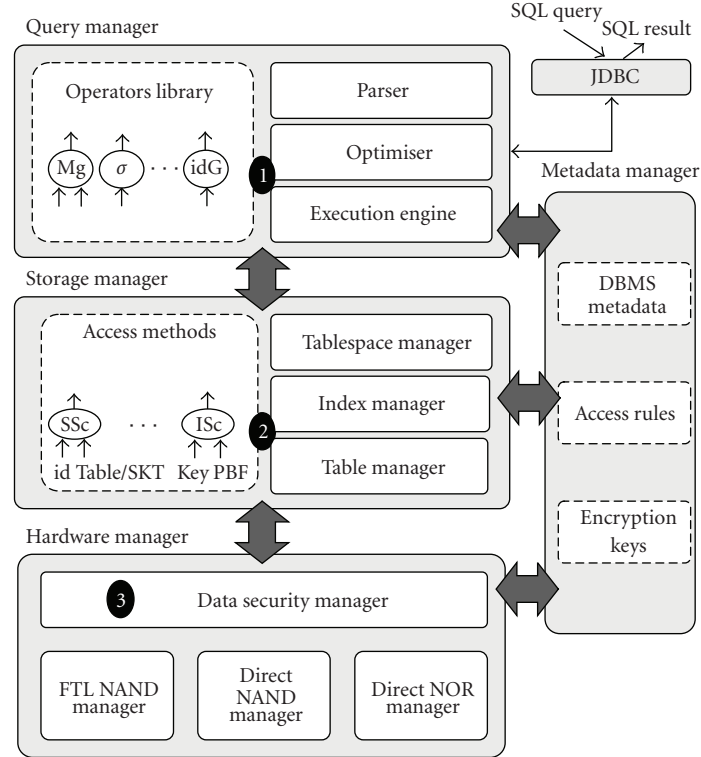 SQL query
SQL result
JDBC
Query manager
Operators library
Mg
σ
. . .
idG
1
Parser
Optimiser
Execution engine
Metadata manager
DBMS
metadata
Access rules
Encryption
keys
Storage manager
Access methods
SSc
. . .
ISc
id Table/SKT
Key PBF
2
Tablespace manager
Index manager
Table manager
Hardware manager
3
Data security manager
FTL NAND
manager
Direct
NAND
manager
Direct NOR
manager